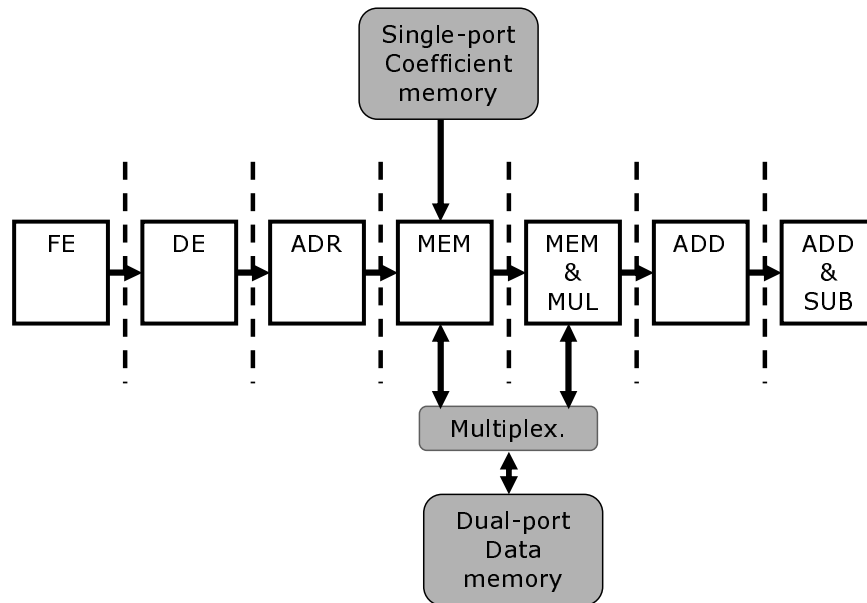 Single-port
Coefficient
memory
FE
DE
ADR
MEM
MEM
&
MUL
ADD
ADD
&
SUB
Multiplex.
Dual-port
Data
memory